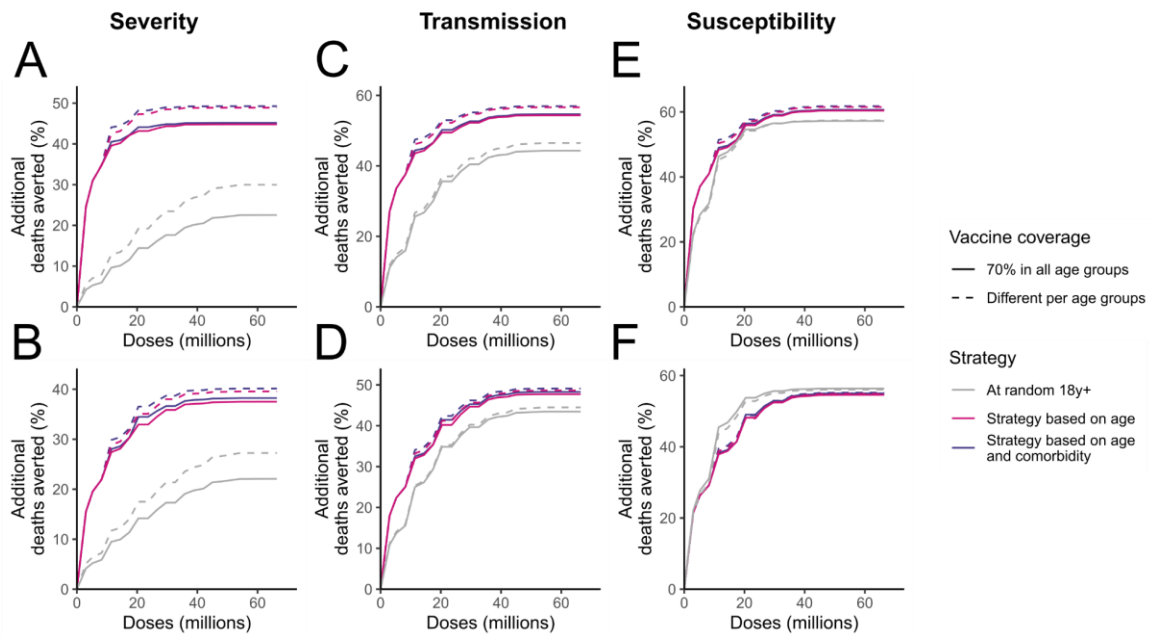 Severity
Transmission
Susceptibility
A
C
E
Additional
deaths averted (%)
50
40
30
20
10
0
0
20
40
60
Doses (millions)
Additional
deaths averted (%)
60
40
20
0
0
20
40
60
Doses (millions)
Additional
deaths averted (%)
60
40
20
0
0
20
40
60
Doses (millions)
Vaccine coverage
70% in all age groups
Different per age groups
B
D
F
Additional
deaths averted (%)
40
30
20
10
0
0
20
40
60
Doses (millions)
Additional
deaths averted (%)
50
40
30
20
10
0
0
20
40
60
Doses (millions)
Additional
deaths averted (%)
60
40
20
0
0
20
40
60
Doses (millions)
Strategy
At random 18y+
Strategy based on age
Strategy based on age
and comorbidity